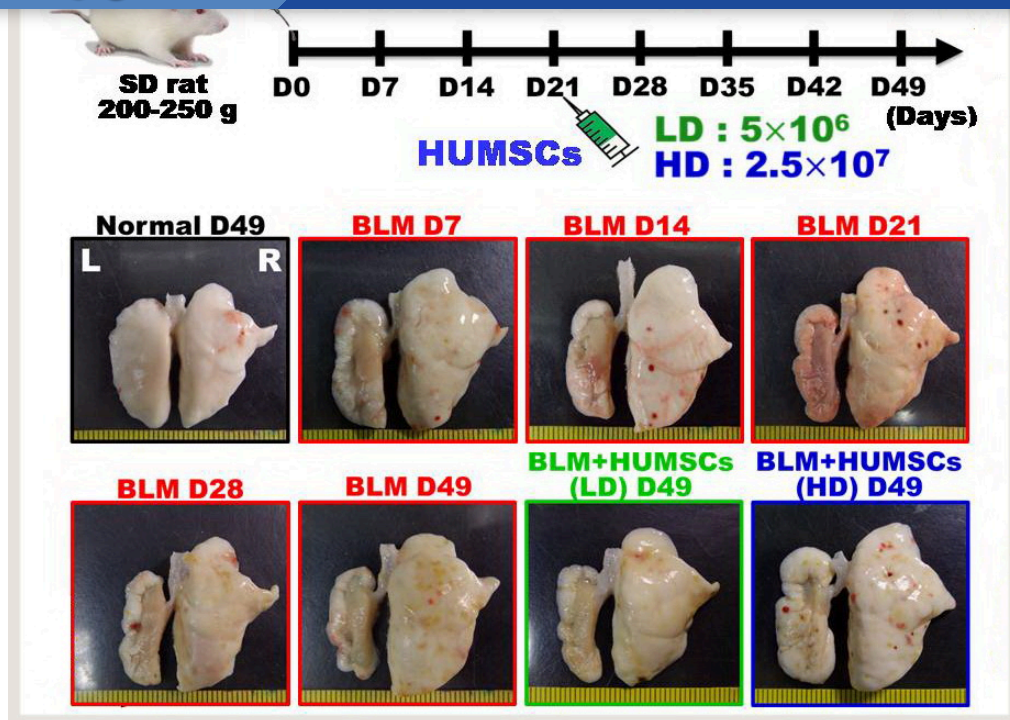 SD rat
200-250 g
D0 D7 D14 D21 D28 D35 D42 D49
(Days)
HUMSCs
LD : 5×10⁶
HD : 2.5×10⁷
Normal D49
BLM D7
BLM D14
BLM D21
L R
BLM D28
BLM D49
BLM+HUMSCs
(LD) D49
BLM+HUMSCs
(HD) D49